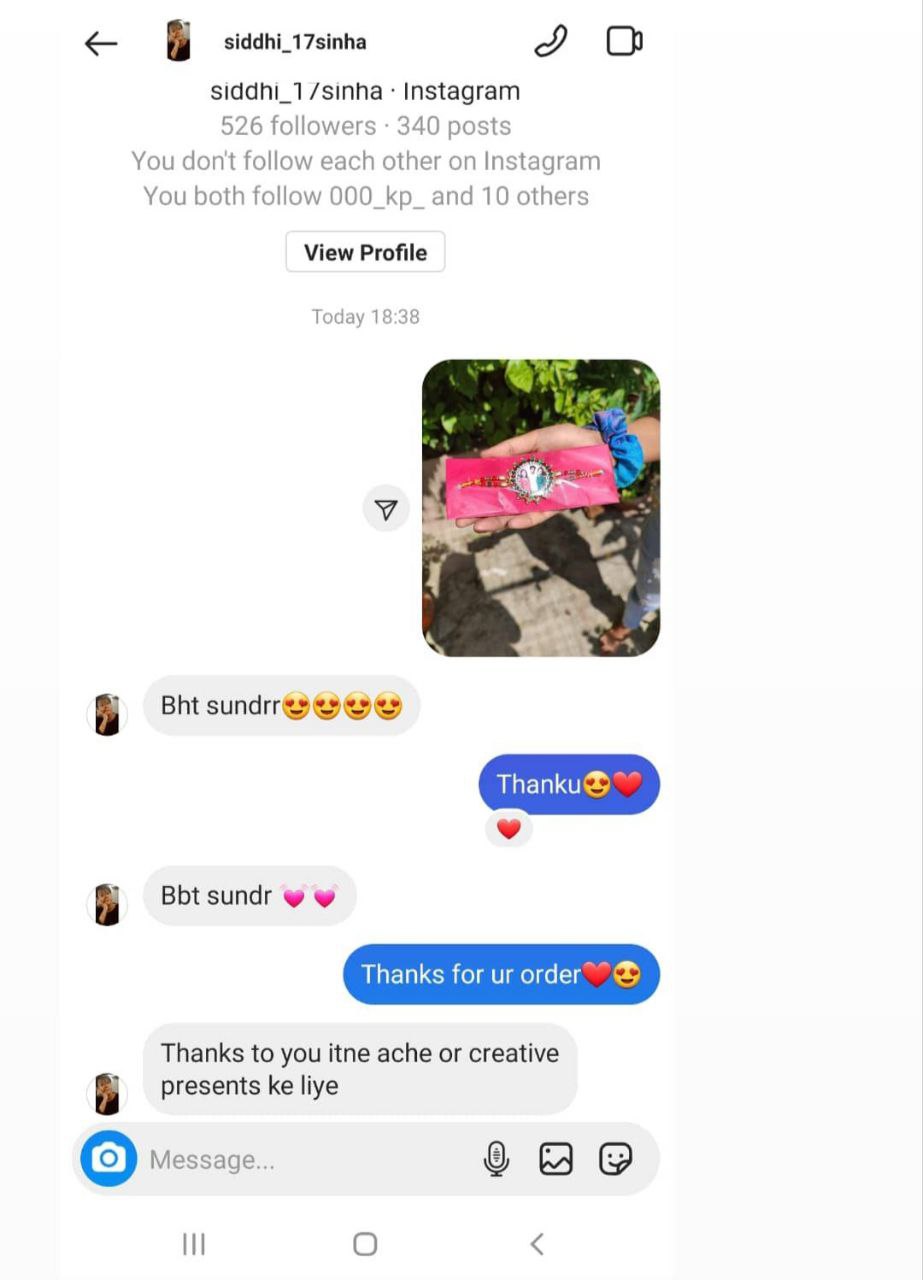 siddhi_17sinha
siddhi_17sinha · Instagram
526 followers · 340 posts
You don't follow each other on Instagram
You both follow 000_kp_ and 10 others
View Profile
Today 18:38
Bht sundrr😍😍😍😍
Thanku😍❤️
❤️
Bbt sundr 💓💓
Thanks for ur order❤️😍
Thanks to you itne ache or creative
presents ke liye
Message...